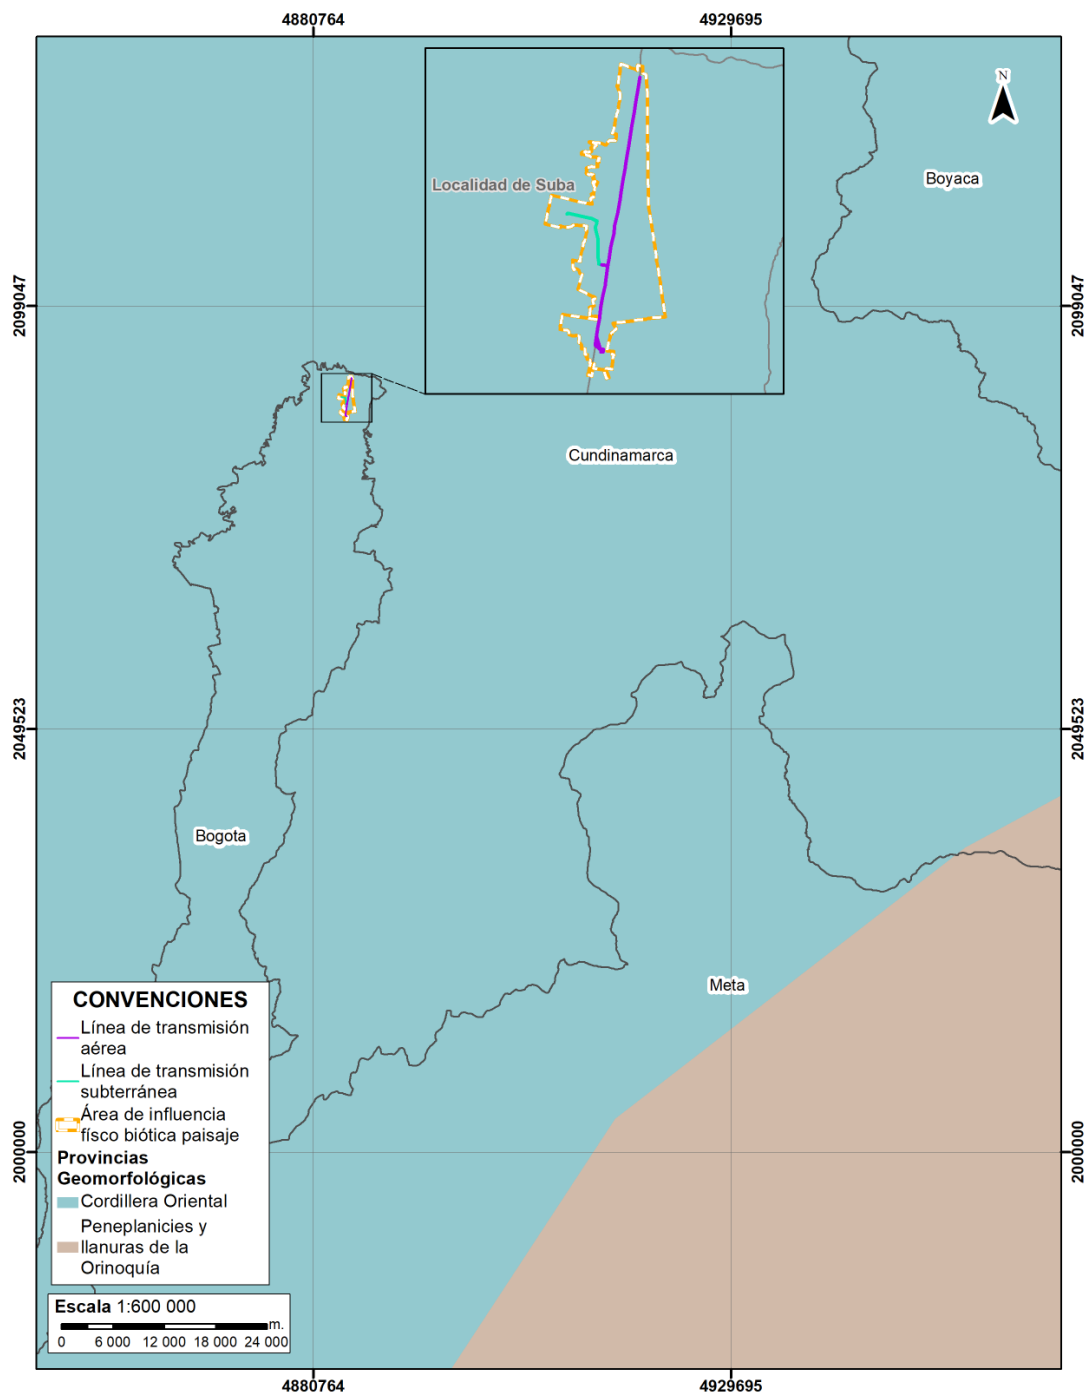 4880764
4929695
N
Boyaca
Localidad de Suba
2099047
2099047
Cundinamarca
2049523
2049523
Bogota
Meta
CONVENCIONES
Línea de transmisión
aérea
Línea de transmisión
subterránea
Área de influencia
físco biótica paisaje
Provincias
Geomorfológicas
Cordillera Oriental
Peneplanicies y
llanuras de la
Orinoquía
2000000
2000000
Escala 1:600 000
m.
0 6 000 12 000 18 000 24 000
4880764
4929695